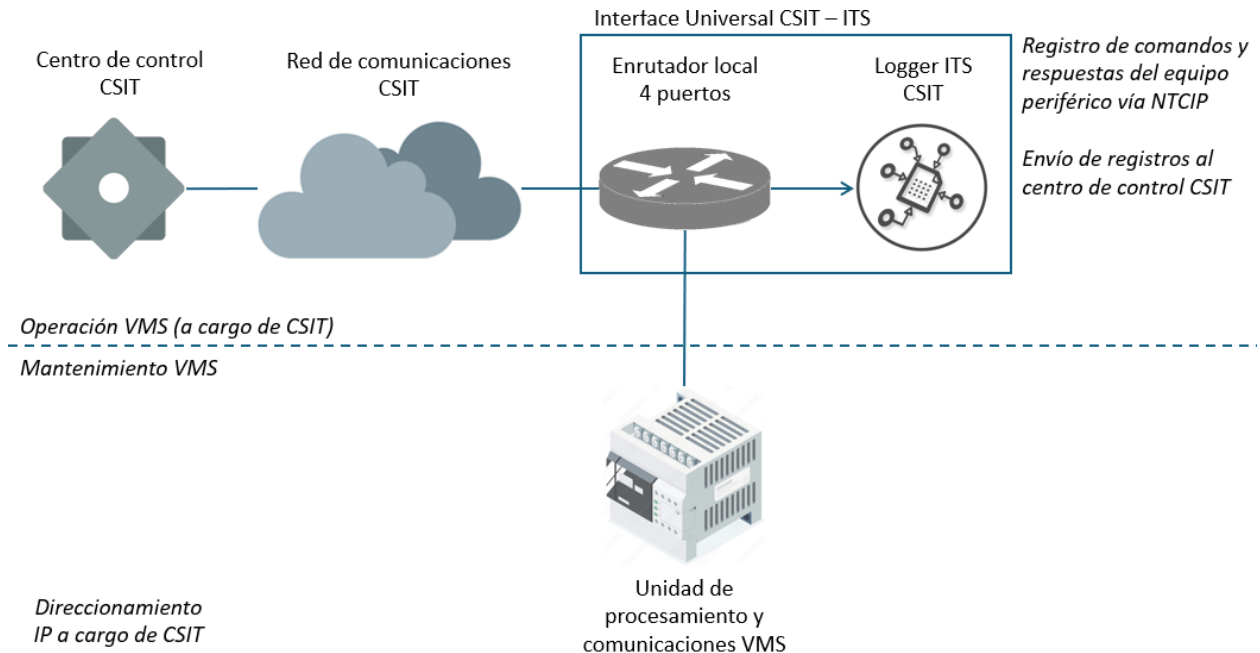 Interface Universal CSIT – ITS
Centro de control
CSIT
Red de comunicaciones
CSIT
Enrutador local
4 puertos
Logger ITS
CSIT
Registro de comandos y
respuestas del equipo
periférico vía NTCIP
Envío de registros al
centro de control CSIT
Operación VMS (a cargo de CSIT)
Mantenimiento VMS
Unidad de
procesamiento y
comunicaciones VMS
Direccionamiento
IP a cargo de CSIT